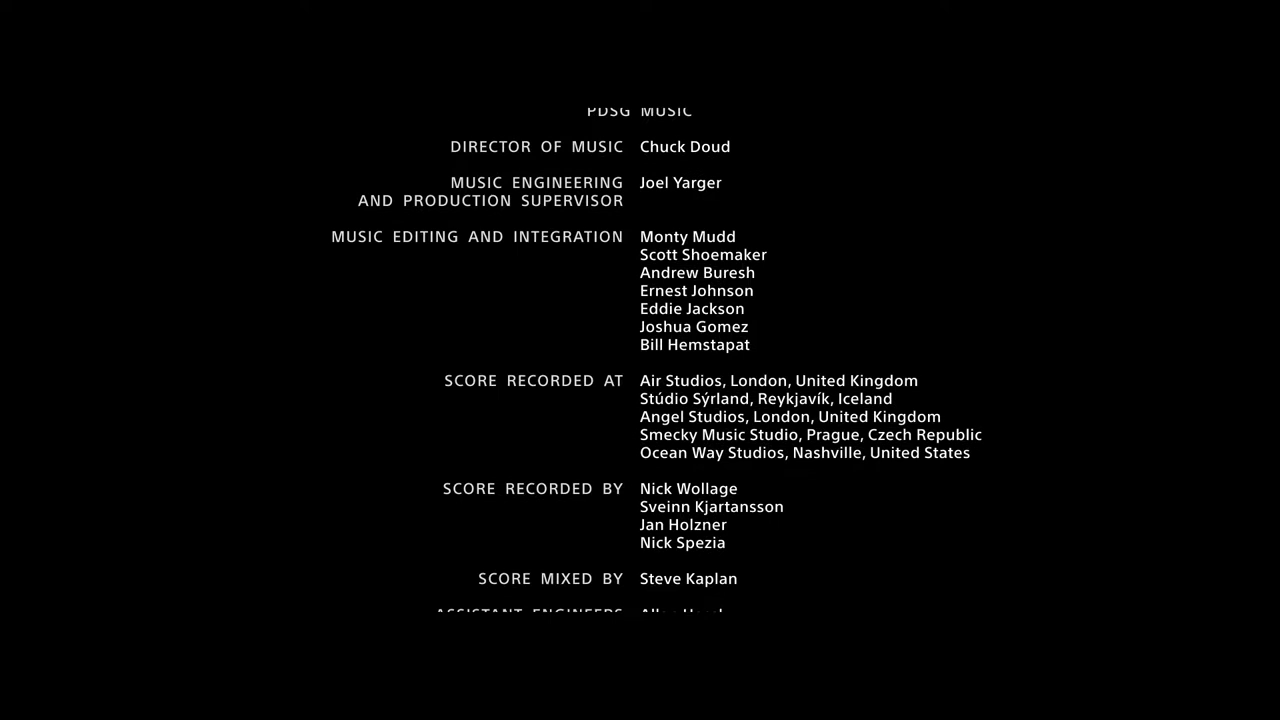 PDSG MUSIC
DIRECTOR OF MUSIC Chuck Doud
MUSIC ENGINEERING Joel Yarger
AND PRODUCTION SUPERVISOR
MUSIC EDITING AND INTEGRATION Monty Mudd
Scott Shoemaker
Andrew Buresh
Ernest Johnson
Eddie Jackson
Joshua Gomez
Bill Hemstapat
SCORE RECORDED AT Air Studios, London, United Kingdom
Stúdio Sýrland, Reykjavík, Iceland
Angel Studios, London, United Kingdom
Smecky Music Studio, Prague, Czech Republic
Ocean Way Studios, Nashville, United States
SCORE RECORDED BY Nick Wollage
Sveinn Kjartansson
Jan Holzner
Nick Spezia
SCORE MIXED BY Steve Kaplan
ASSISTANT ENGINEERS